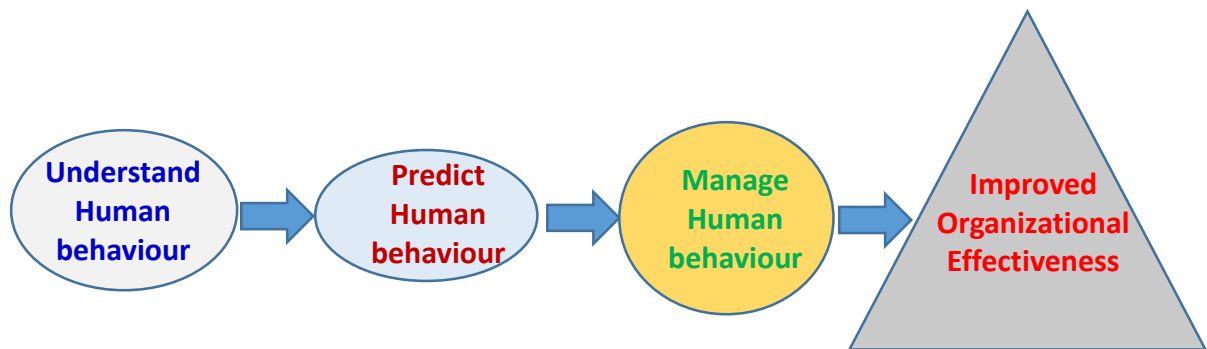 Understand
Human
behaviour
Predict
Human
behaviour
Manage
Human
behaviour
Improved
Organizational
Effectiveness